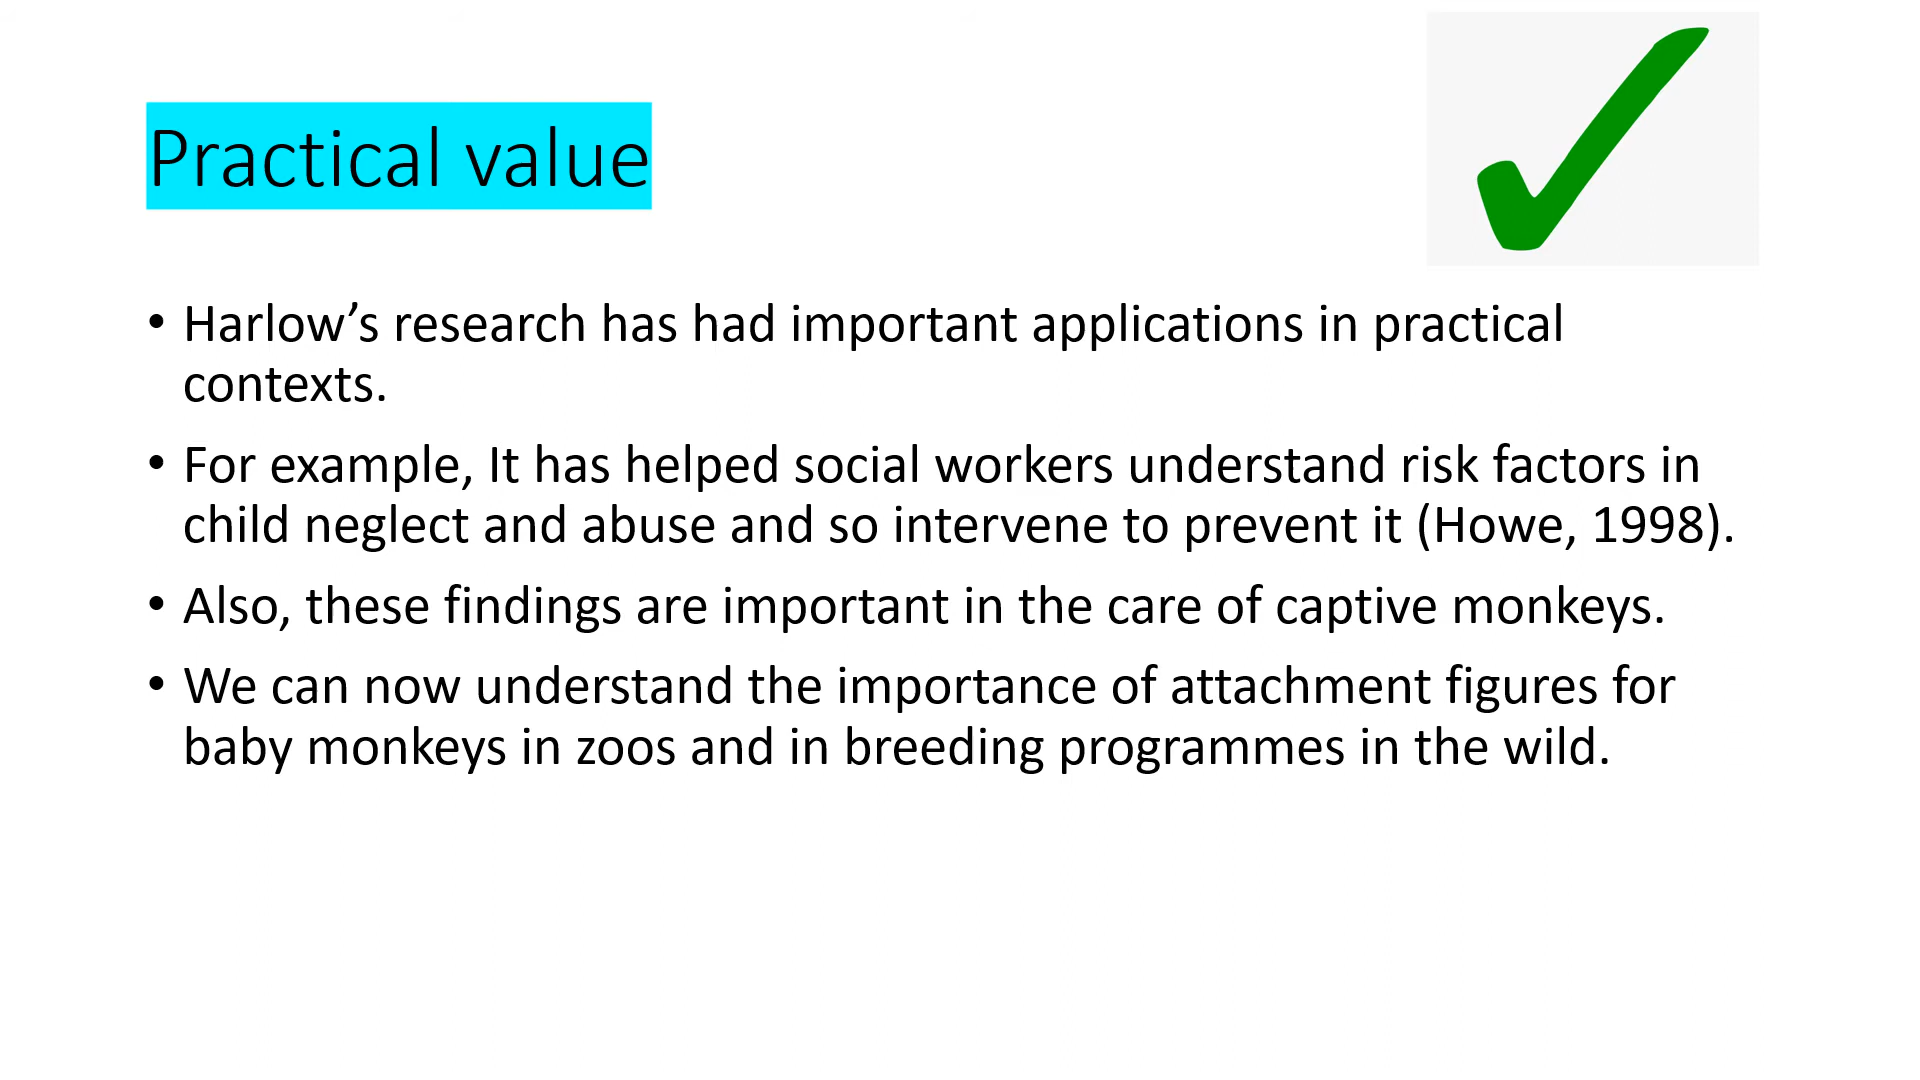 Practical value
• Harlow’s research has had important applications in practical
contexts.
• For example, It has helped social workers understand risk factors in
child neglect and abuse and so intervene to prevent it (Howe, 1998).
• Also, these findings are important in the care of captive monkeys.
• We can now understand the importance of attachment figures for
baby monkeys in zoos and in breeding programmes in the wild.